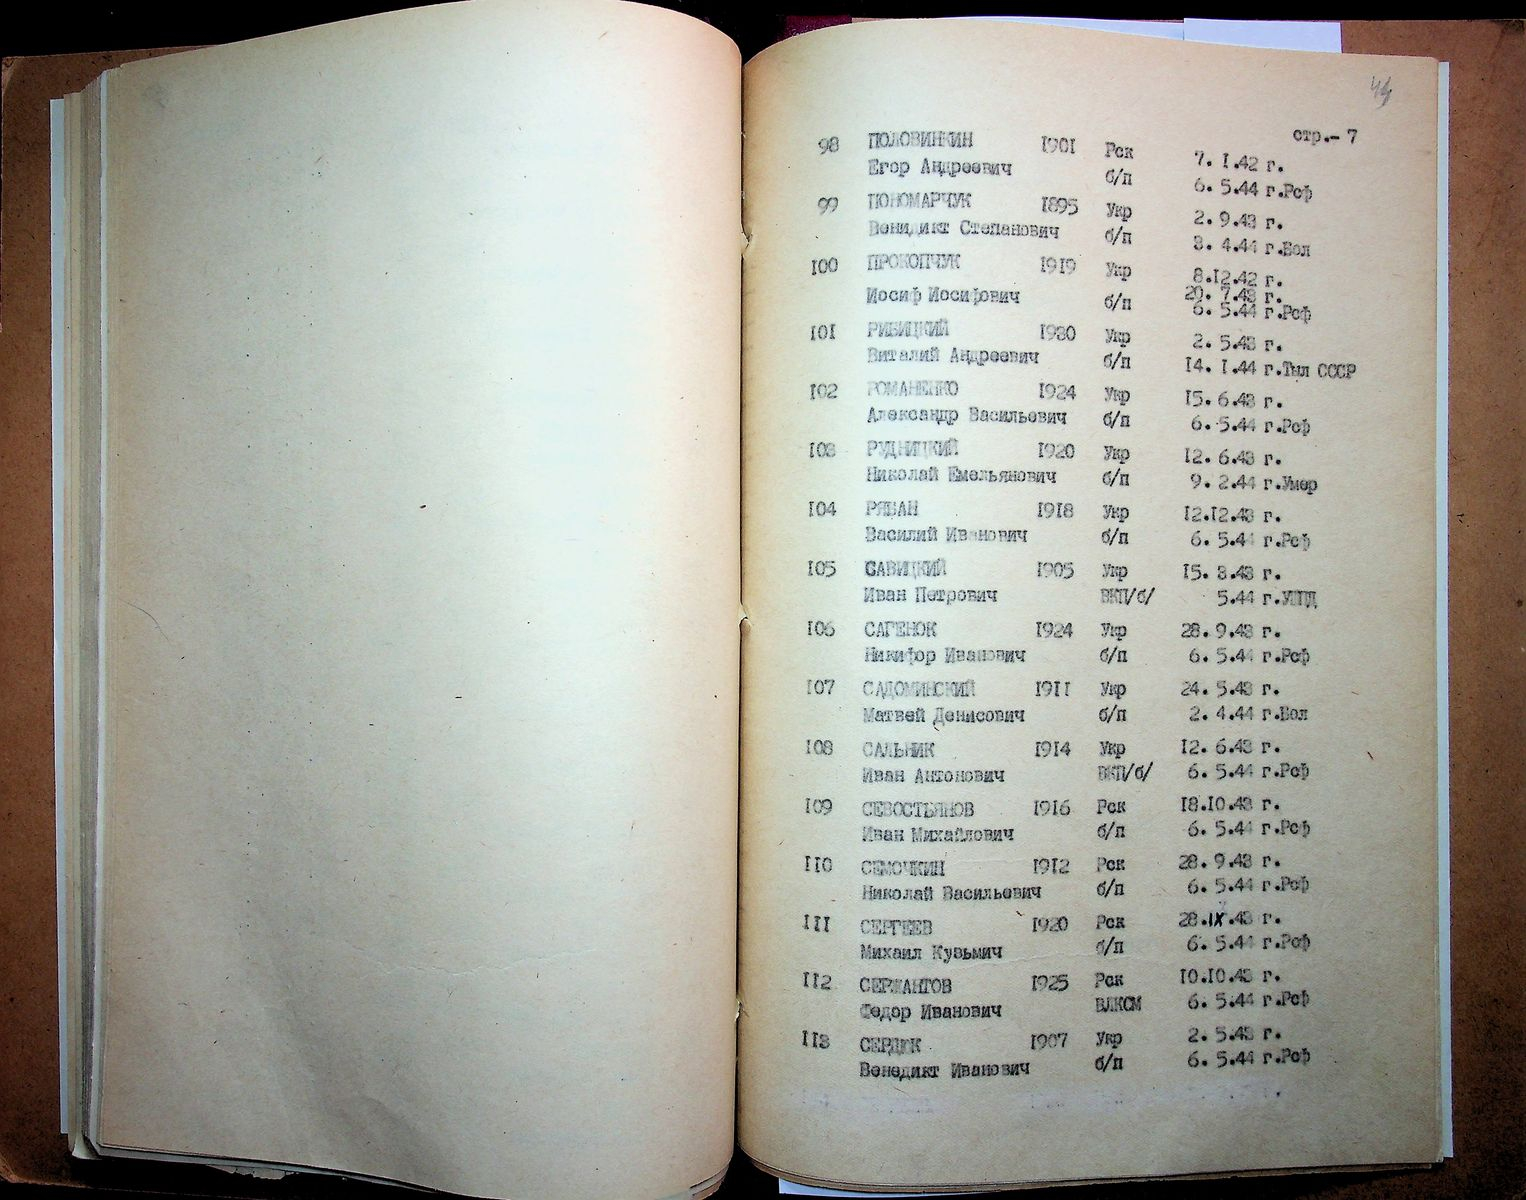 стр.- 7
98 ПОЛОВИНКИН 1901 Рск 7. 1.42 г.
Егор Андреевич б/п 6. 5.44 г.Рсф
99 ПОНОМАРЧУК 1895 Укр 2. 9.43 г.
Венидикт Степанович б/п 3. 4.44 г.Бол
100 ПРОКОПЧУК 1919 Укр 8.12.42 г.
20. 7.43 г.
Иосиф Иосифович б/п 6. 5.44 г.Рсф
101 РИБИЦКИЙ 1930 Укр 2. 5.43 г.
Виталий Андреевич б/п 14. 1.44 г.Тыл СССР
102 РОМАНЕНКО 1924 Укр 15. 6.43 г.
Александр Васильевич б/п 6. 5.44 г.Рсф
103 РУДНИЦКИЙ 1920 Укр 12. 6.43 г.
Николай Емельянович б/п 9. 2.44 г.Умер
104 РЯБАН 1918 Укр 12.12.43 г.
Василий Иванович б/п 6. 5.44 г.Рсф
105 САВИЦКИЙ 1905 Укр 15. 3.43 г.
Иван Петрович ВКП/б/ 5.44 г.УШПД
106 САГЕНОК 1924 Укр 28. 9.43 г.
Никифор Иванович б/п 6. 5.44 г.Рсф
107 САДОМИНСКИЙ 1911 Укр 24. 5.43 г.
Матвей Денисович б/п 2. 4.44 г.Бол
108 САЛЬНИК 1914 Укр 12. 6.43 г.
Иван Антонович ВКП/б/ 6. 5.44 г.Рсф
109 СЕВОСТЬЯНОВ 1916 Рск 18.10.43 г.
Иван Михайлович б/п 6. 5.44 г.Рсф
110 СЕМОЧКИН 1912 Рск 28. 9.43 г.
Николай Васильевич б/п 6. 5.44 г.Рсф
111 СЕРГЕЕВ 1920 Рск 28.IX.43 г.
Михаил Кузьмич б/п 6. 5.44 г.Рсф
112 СЕРЖАНТОВ 1925 Рск 10.10.43 г.
Федор Иванович ВЛКСМ 6. 5.44 г.Рсф
113 СЕРДЮК 1907 Укр 2. 5.43 г.
Венедикт Иванович б/п 6. 5.44 г.Рсф